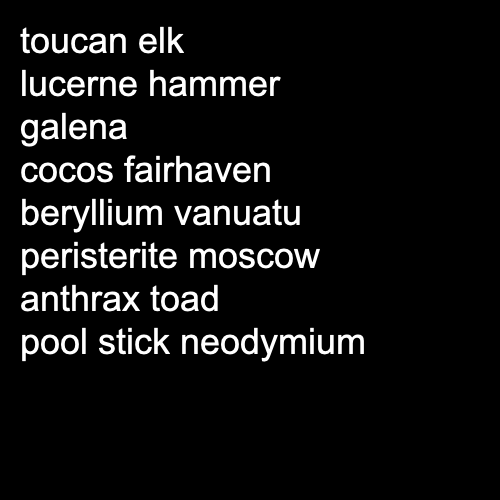 toucan elk
lucerne hammer
galena
cocos fairhaven
beryllium vanuatu
peristerite moscow
anthrax toad
pool stick neodymium